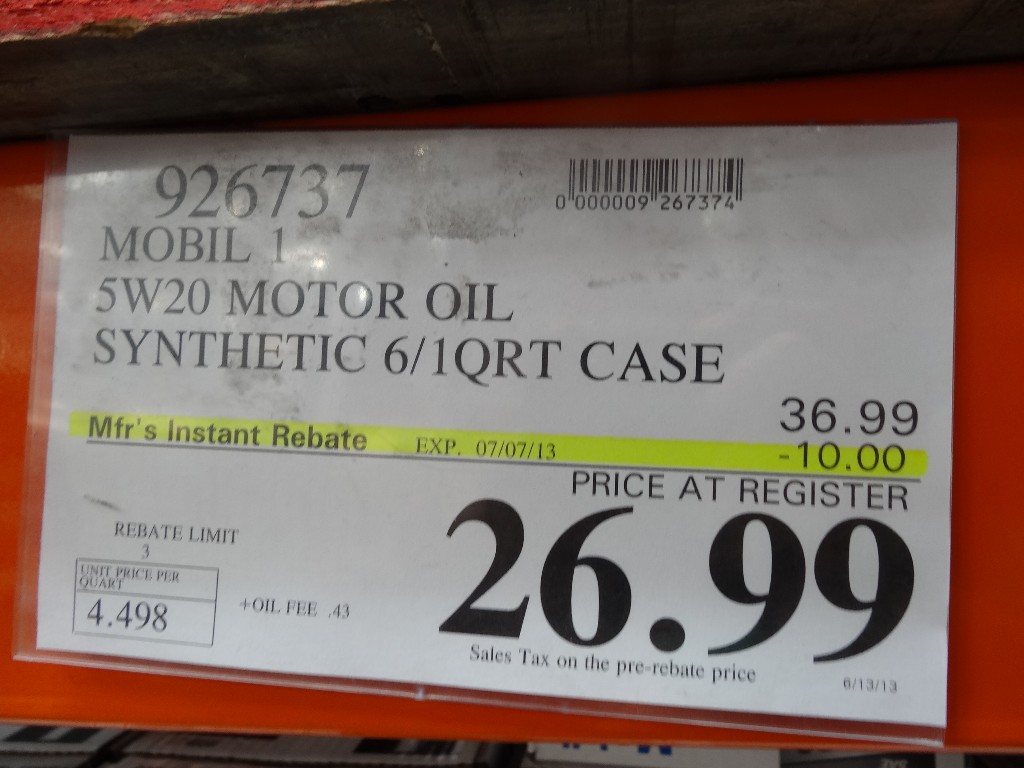 926737
0 000009 267374
MOBIL 1
5W20 MOTOR OIL
SYNTHETIC 6/1QRT CASE
36.99
Mfr's Instant Rebate EXP. 07/07/13 -10.00
PRICE AT REGISTER
26.99
REBATE LIMIT
3
UNIT PRICE PER
QUART
4.498
+OIL FEE .43
Sales Tax on the pre-rebate price
6/13/13